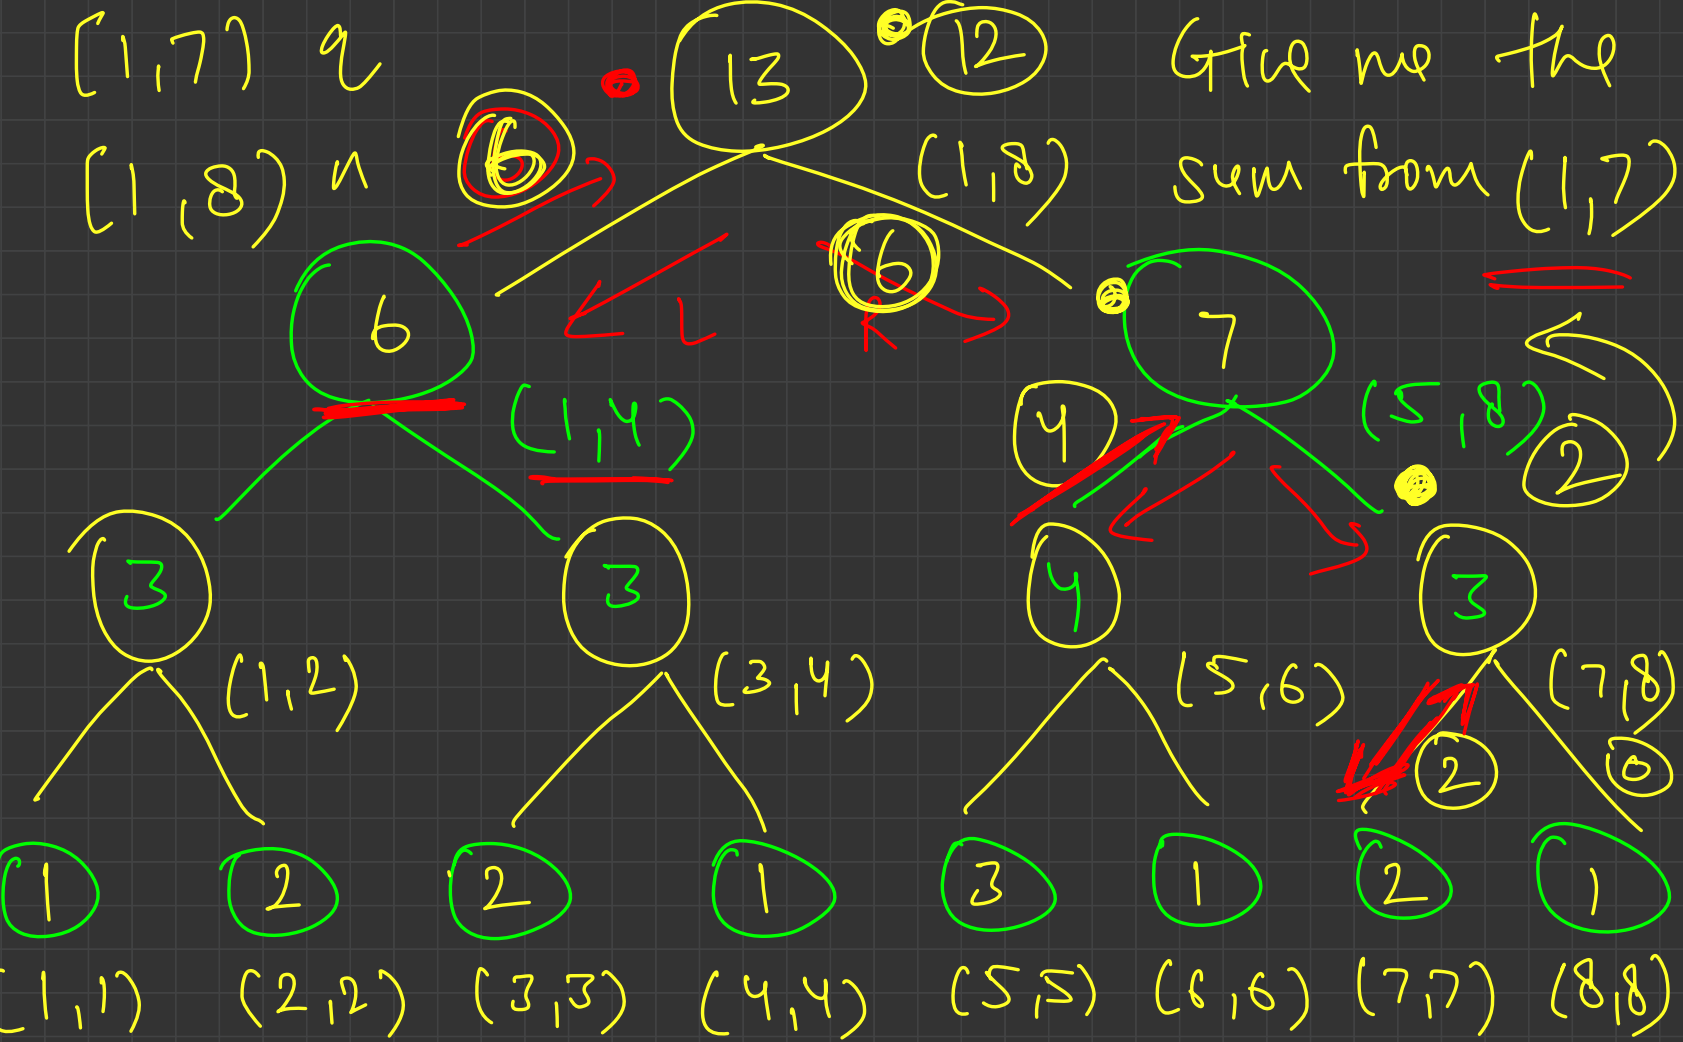 [1,7] q 13 12 Give me the
[1,8] n 6 (1,8) sum from (1,7)
6 L R 6 7
(1,4) 4 (5,8) 2
3 3 4 3
(1,2) (3,4) (5,6) (7,8)
2 0
1 2 2 1 3 1 2 1
(1,1) (2,2) (3,3) (4,4) (5,5) (6,6) (7,7) (8,8)